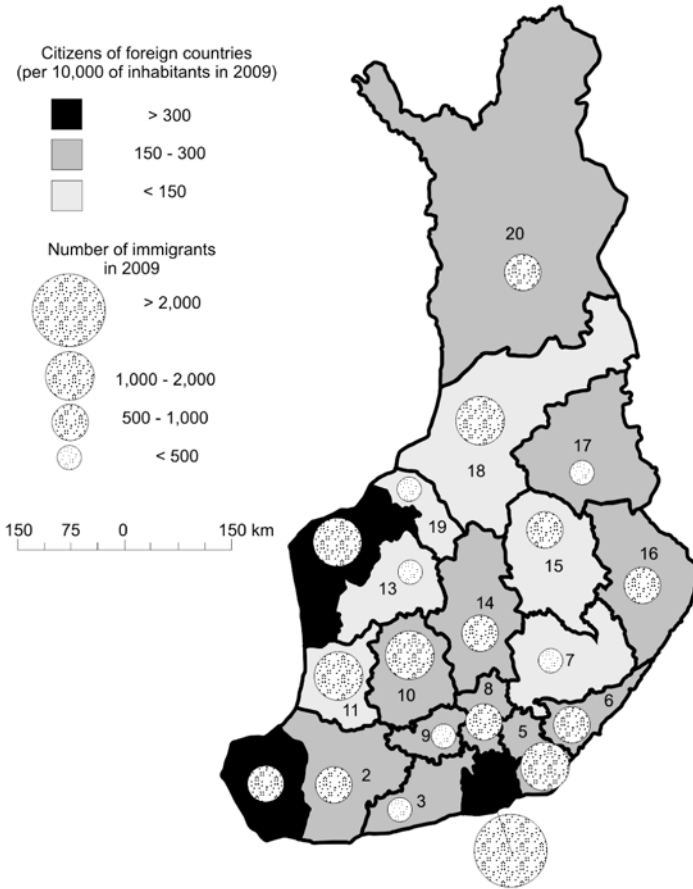 Citizens of foreign countries
(per 10,000 of inhabitants in 2009)
> 300
150 - 300
< 150
Number of immigrants
in 2009
> 2,000
1,000 - 2,000
500 - 1,000
< 500
150 75 0 150 km
20
17
18
19
16
15
13
14
7
10
8
6
11
9
5
2
3